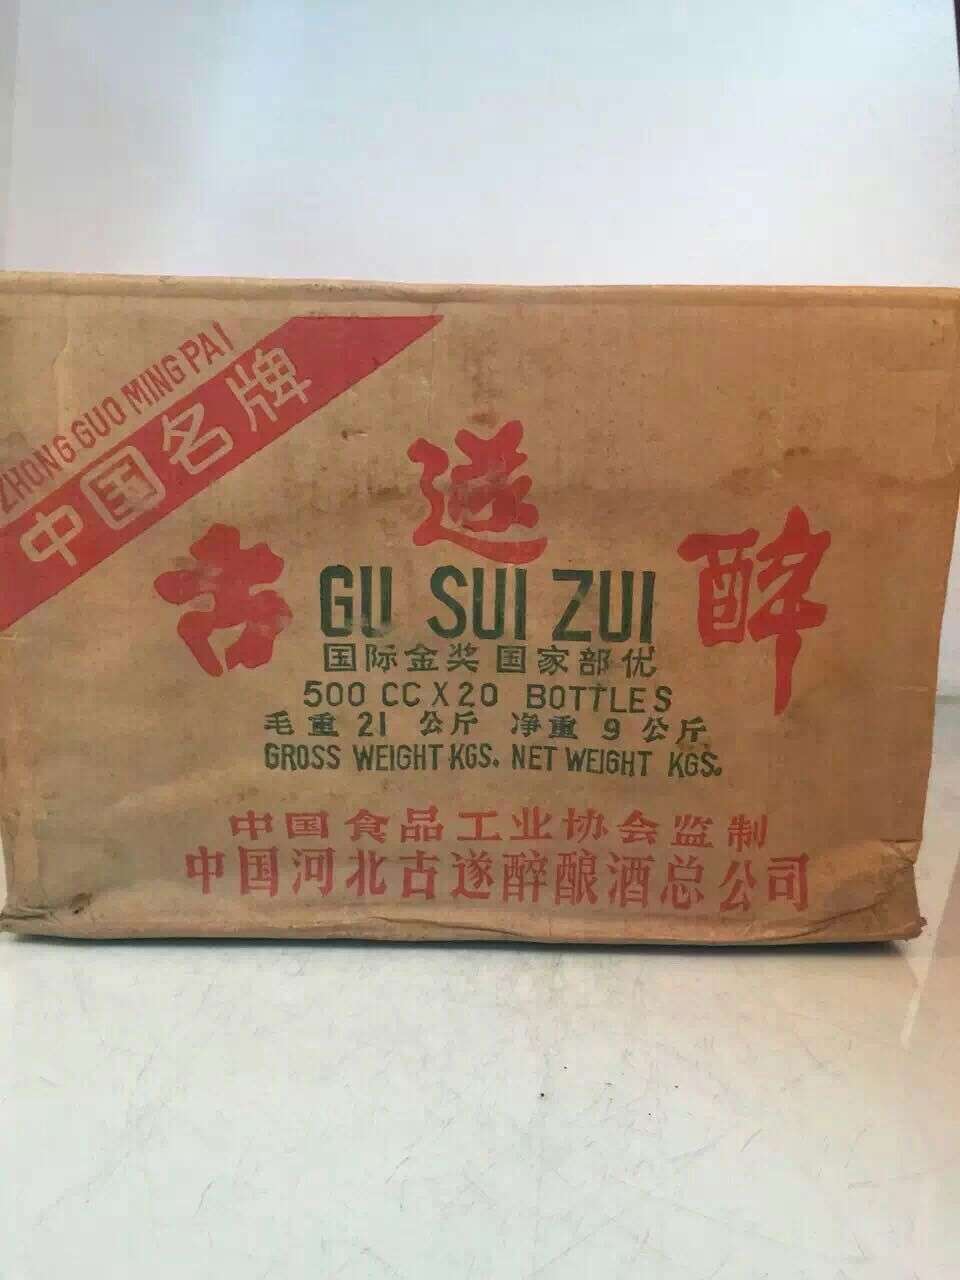 ZHONG GUO MING PAI
中国名牌
古遂醉
GU SUI ZUI
国际金奖 国家部优
500 CC X 20 BOTTLES
毛重 21 公斤 净重 9 公斤
GROSS WEIGHT KGS. NET WEIGHT KGS.
中国食品工业协会监制
中国河北古遂醉酿酒总公司